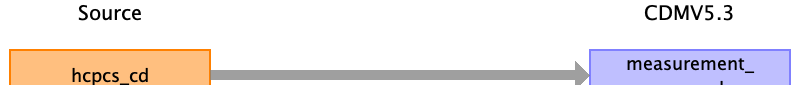 Source
CDMV5.3
hcpcs_cd
measurement_